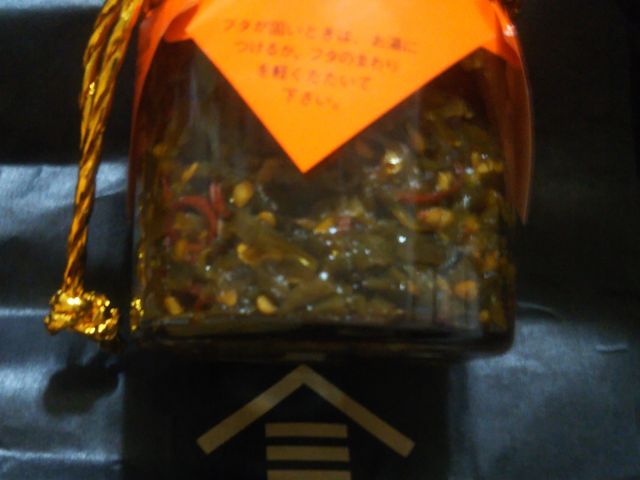 フタが固いときは、お湯に
つけるか、フタのまわり
を軽くたたいて
下さい。